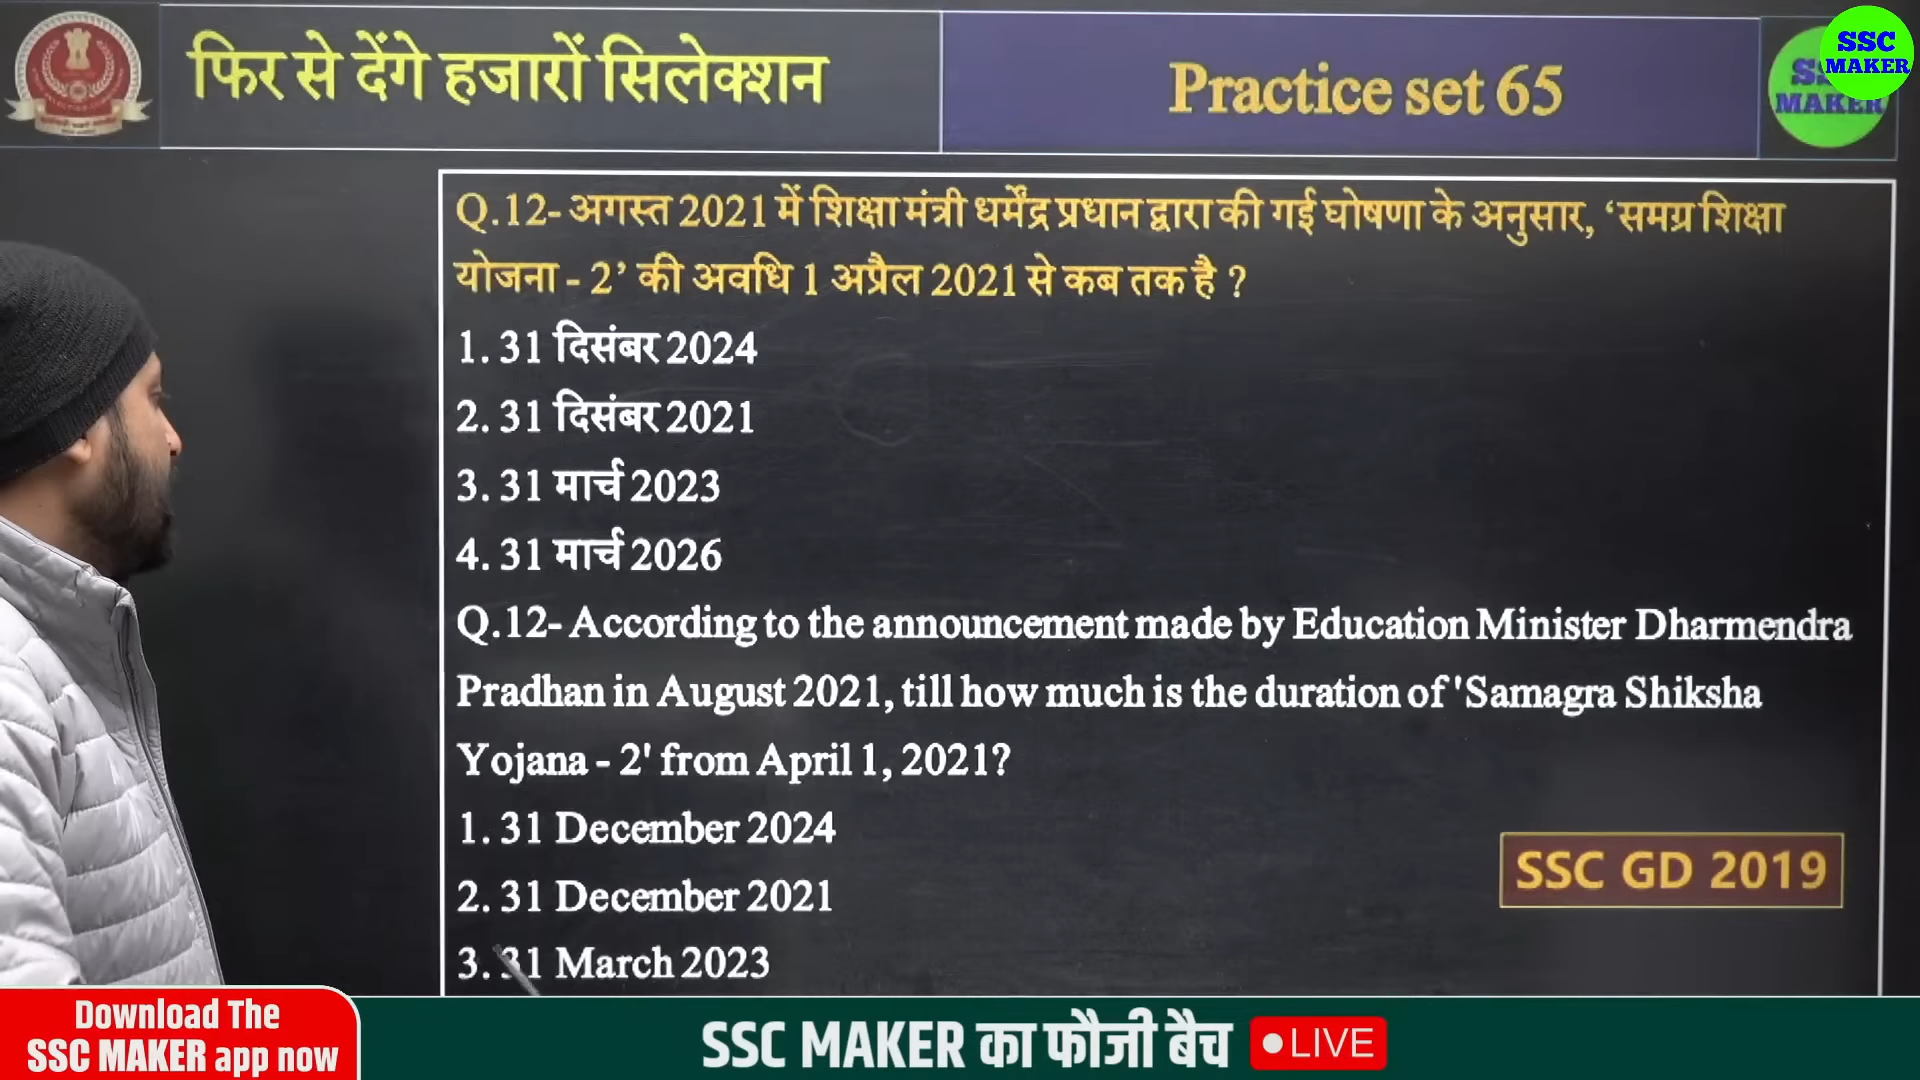 फिर से देंगे हजारों सिलेक्शन
Practice set 65
SSC
MAKER
MAKER
Q.12- अगस्त 2021 में शिक्षा मंत्री धर्मेंद्र प्रधान द्वारा की गई घोषणा के अनुसार, ‘समग्र शिक्षा
योजना - 2’ की अवधि 1 अप्रैल 2021 से कब तक है ?
1. 31 दिसंबर 2024
2. 31 दिसंबर 2021
3. 31 मार्च 2023
4. 31 मार्च 2026
Q.12- According to the announcement made by Education Minister Dharmendra
Pradhan in August 2021, till how much is the duration of 'Samagra Shiksha
Yojana - 2' from April 1, 2021?
1. 31 December 2024
2. 31 December 2021
3. 31 March 2023
SSC GD 2019
Download The
SSC MAKER app now
SSC MAKER का फौजी बैच
LIVE